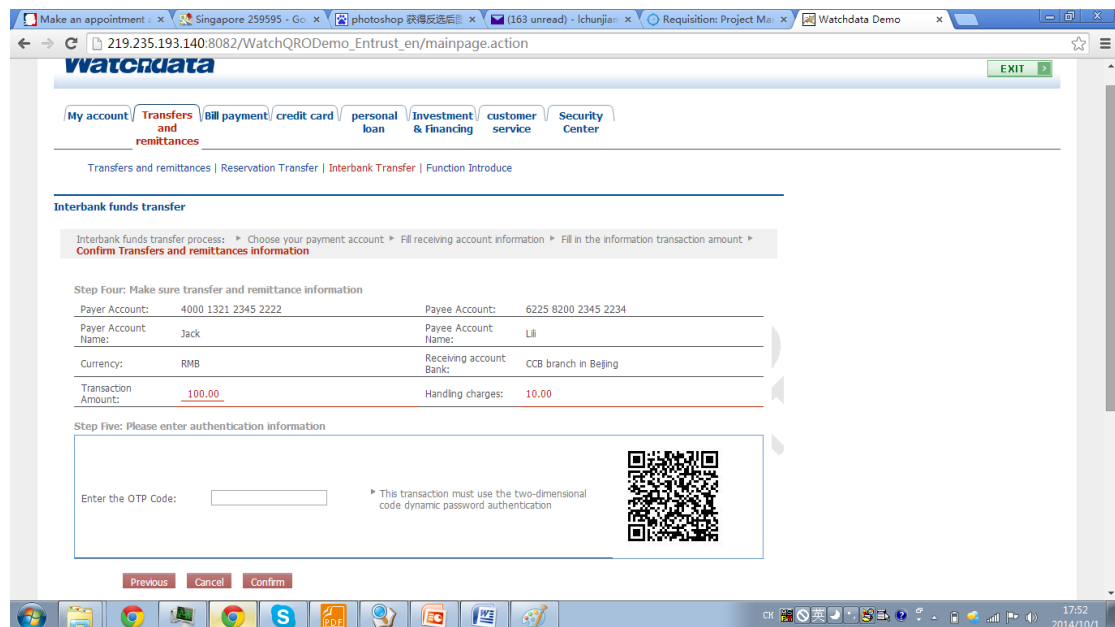 Make an appointment a
Singapore 259595 - Go
photoshop 获得反选后
(163 unread) - lchunjian
Requisition: Project Ma
Watchdata Demo
219.235.193.140:8082/WatchQRODemo_Entrust_en/mainpage.action
Watchdata
EXIT
My account
Transfers and remittances
Bill payment
credit card
personal loan
Investment & Financing
customer service
Security Center
Transfers and remittances | Reservation Transfer | Interbank Transfer | Function Introduce
Interbank funds transfer
Interbank funds transfer process: Choose your payment account Fill receiving account information Fill in the information transaction amount
Confirm Transfers and remittances information
Step Four: Make sure transfer and remittance information
Payer Account: 4000 1321 2345 2222 Payee Account: 6225 8200 2345 2234
Payer Account Name: Jack Payee Account Name: Lili
Currency: RMB Receiving account Bank: CCB branch in Beijing
Transaction Amount: 100.00 Handling charges: 10.00
Step Five: Please enter authentication information
Enter the OTP Code:
This transaction must use the two-dimensional
code dynamic password authentication
Previous Cancel Confirm
CH 英
17:52
2014/10/1